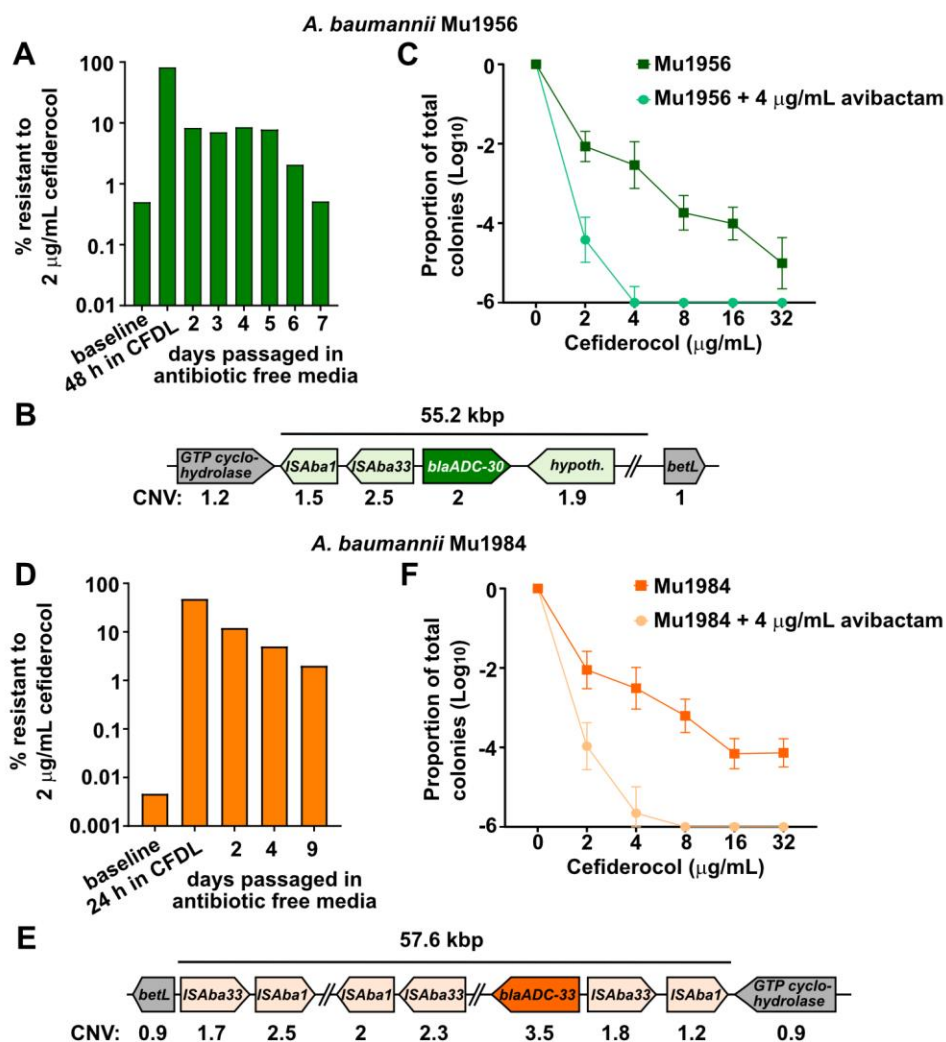 A. baumannii Mu1956
A
% resistant to
2 μg/mL cefiderocol
100
10
1
0.1
0.01
baseline
48 h in CFDL
2 3 4 5 6 7
days passaged in
antibiotic free media
C
Proportion of total
colonies (Log10)
-0
-2
-4
-6
0 2 4 8 16 32
Cefiderocol (μg/mL)
Mu1956
Mu1956 + 4 μg/mL avibactam
B
55.2 kbp
GTP cyclo-
hydrolase
ISAba1
ISAba33
blaADC-30
hypoth.
betL
CNV: 1.2 1.5 2.5 2 1.9 1
A. baumannii Mu1984
D
% resistant to
2 μg/mL cefiderocol
100
10
1
0.1
0.01
0.001
baseline
24 h in CFDL
2 4 9
days passaged in
antibiotic free media
F
Proportion of total
colonies (Log10)
-0
-2
-4
-6
0 2 4 8 16 32
Cefiderocol (μg/mL)
Mu1984
Mu1984 + 4 μg/mL avibactam
E
57.6 kbp
betL
ISAba33
ISAba1
ISAba1
ISAba33
blaADC-33
ISAba33
ISAba1
GTP cyclo-
hydrolase
CNV: 0.9 1.7 2.5 2 2.3 3.5 1.8 1.2 0.9